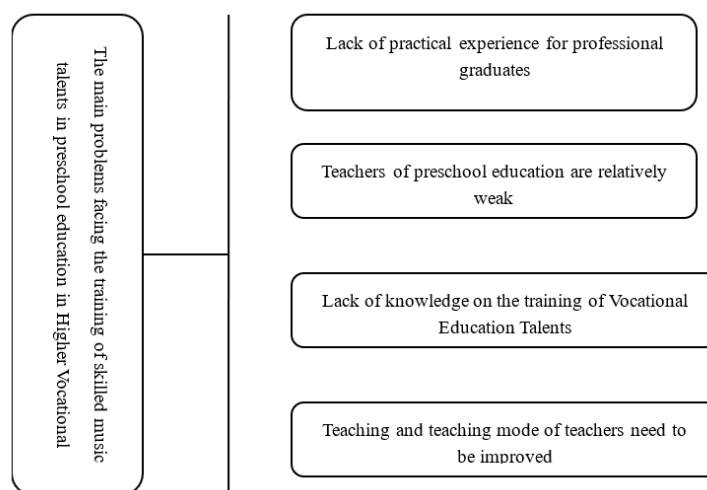 The main problems facing the training of skilled music
talents in preschool education in Higher Vocational
Lack of practical experience for professional
graduates
Teachers of preschool education are relatively
weak
Lack of knowledge on the training of Vocational
Education Talents
Teaching and teaching mode of teachers need to
be improved